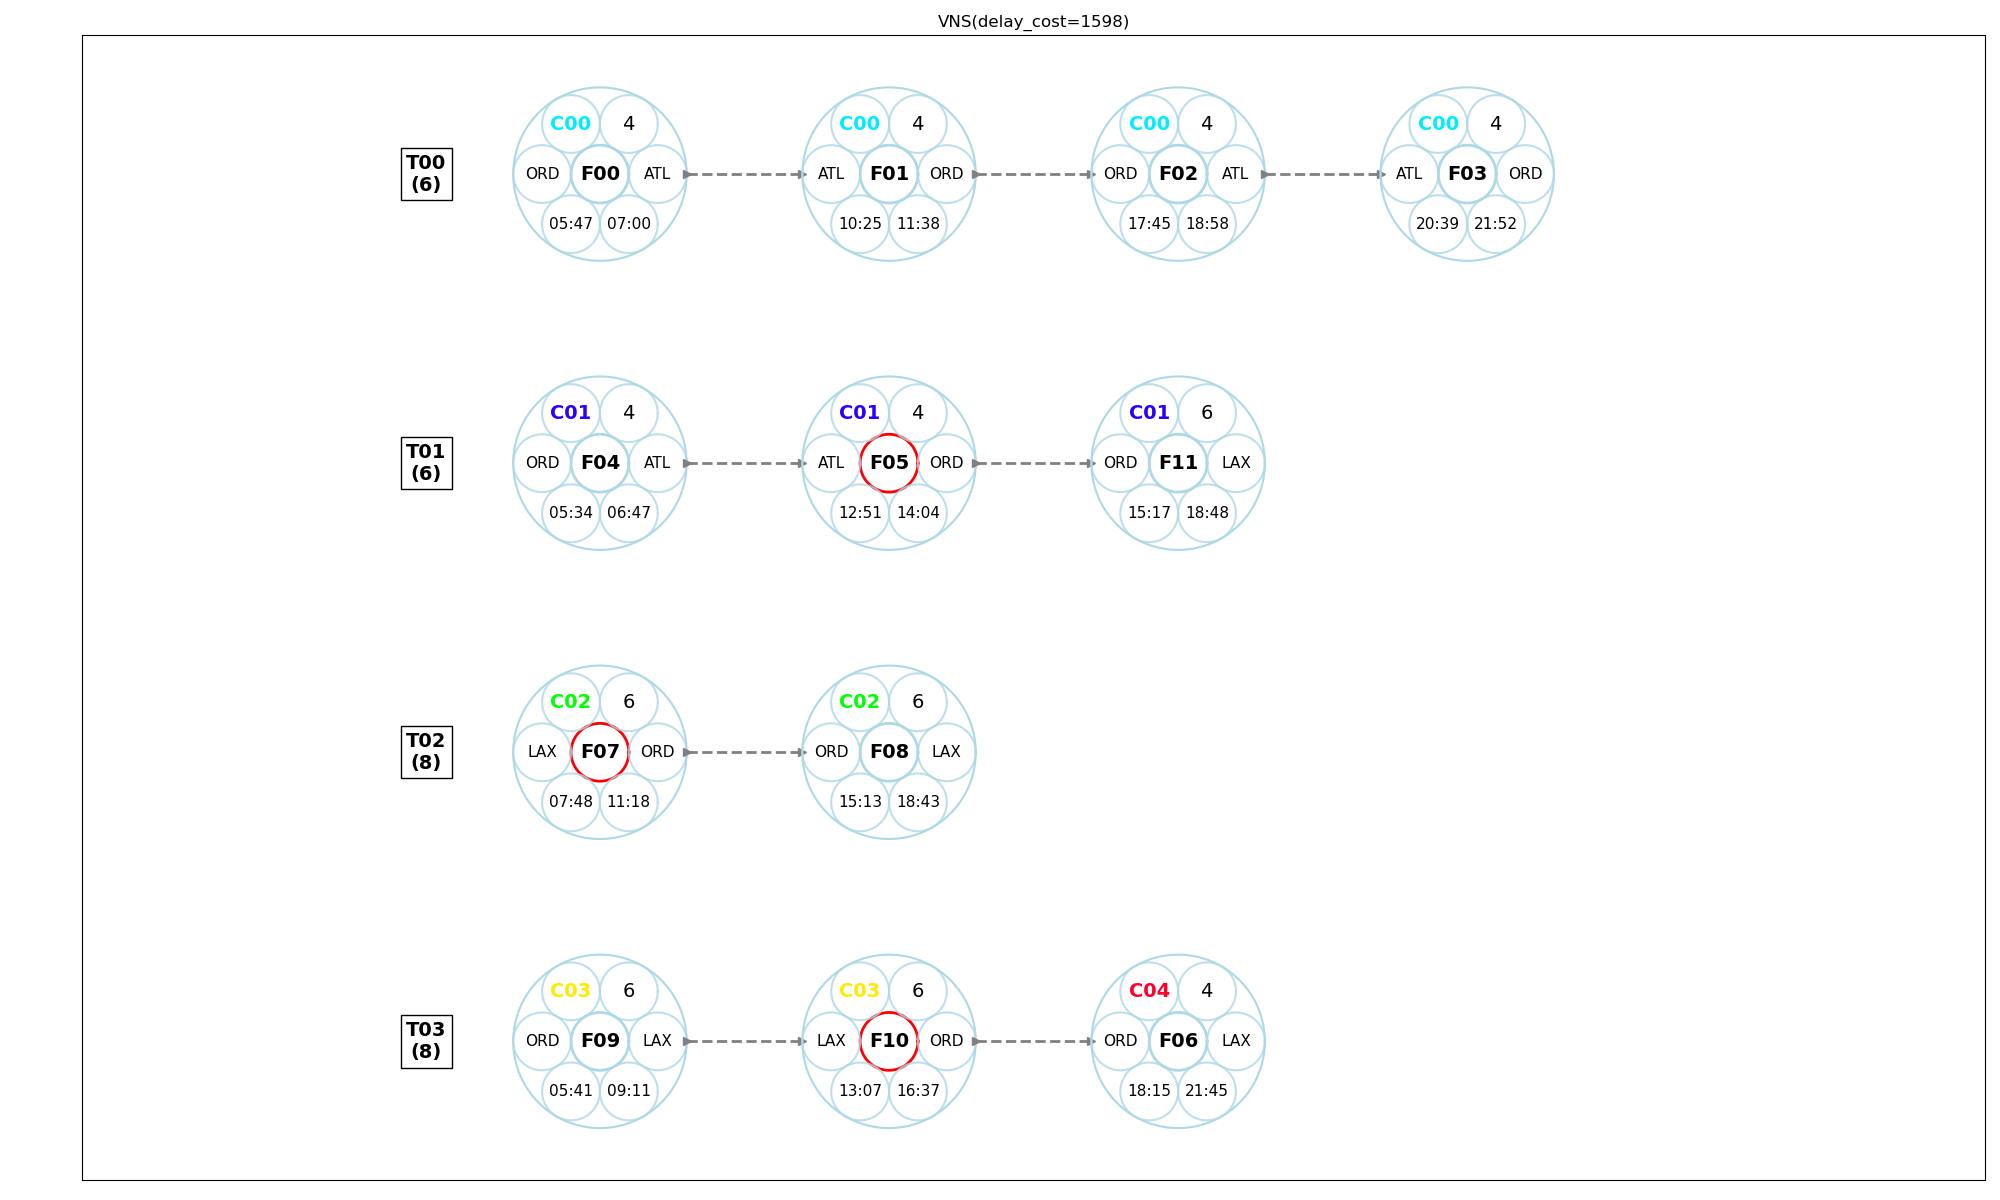 VNS(delay_cost=1598)
C00 4 C00 4 C00 4 C00 4
T00
(6)
ORD F00 ATL ATL F01 ORD ORD F02 ATL ATL F03 ORD
05:47 07:00 10:25 11:38 17:45 18:58 20:39 21:52
C01 4 C01 4 C01 6
T01
(6)
ORD F04 ATL ATL F05 ORD ORD F11 LAX
05:34 06:47 12:51 14:04 15:17 18:48
C02 6 C02 6
T02
(8)
LAX F07 ORD ORD F08 LAX
07:48 11:18 15:13 18:43
C03 6 C03 6 C04 4
T03
(8)
ORD F09 LAX LAX F10 ORD ORD F06 LAX
05:41 09:11 13:07 16:37 18:15 21:45